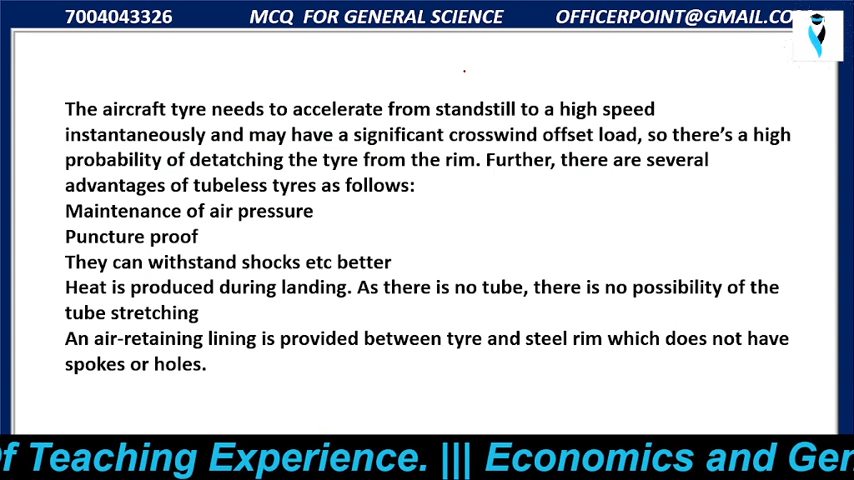 7004043326 MCQ FOR GENERAL SCIENCE OFFICERPOINT@GMAIL.CO
The aircraft tyre needs to accelerate from standstill to a high speed
instantaneously and may have a significant crosswind offset load, so there's a high
probability of detatching the tyre from the rim. Further, there are several
advantages of tubeless tyres as follows:
Maintenance of air pressure
Puncture proof
They can withstand shocks etc better
Heat is produced during landing. As there is no tube, there is no possibility of the
tube stretching
An air-retaining lining is provided between tyre and steel rim which does not have
spokes or holes.
f Teaching Experience. ||| Economics and Gen